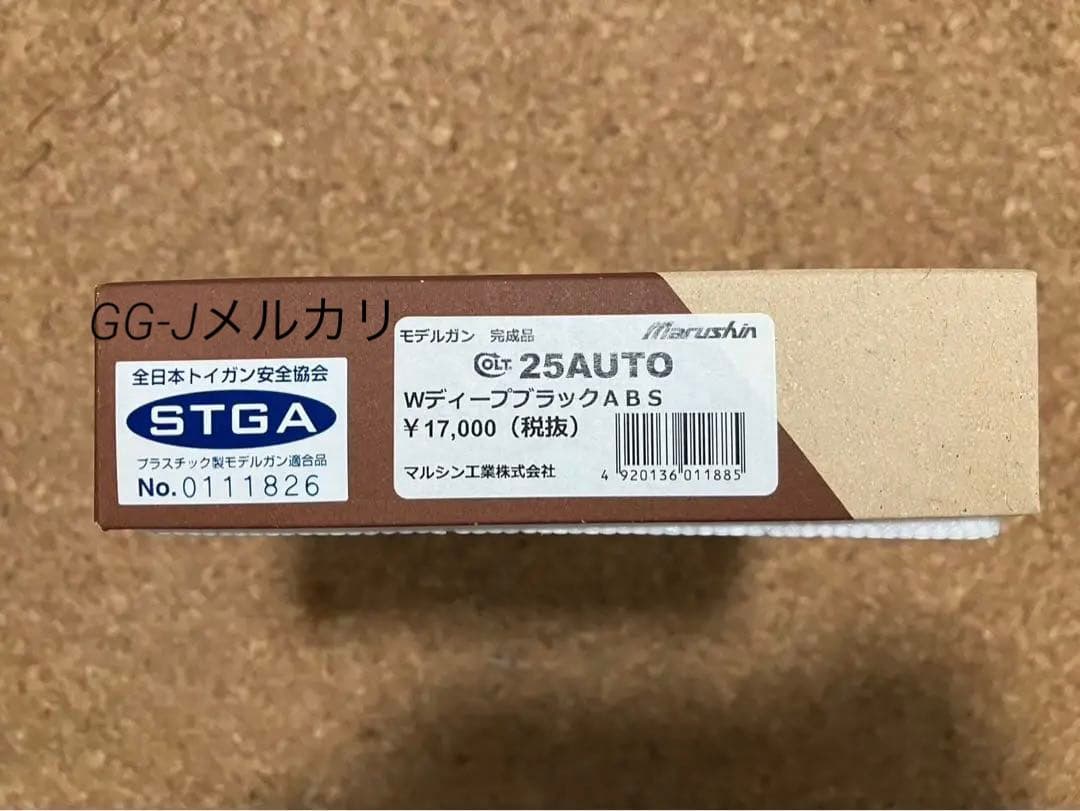 GG-Jメルカリ
全日本トイガン安全協会
STGA
プラスチック製モデルガン適合品
No.0111826
モデルガン 完成品
Marushin
COLT 25AUTO
WディープブラックABS
¥17,000(税抜)
マルシン工業株式会社
4 920136 011885